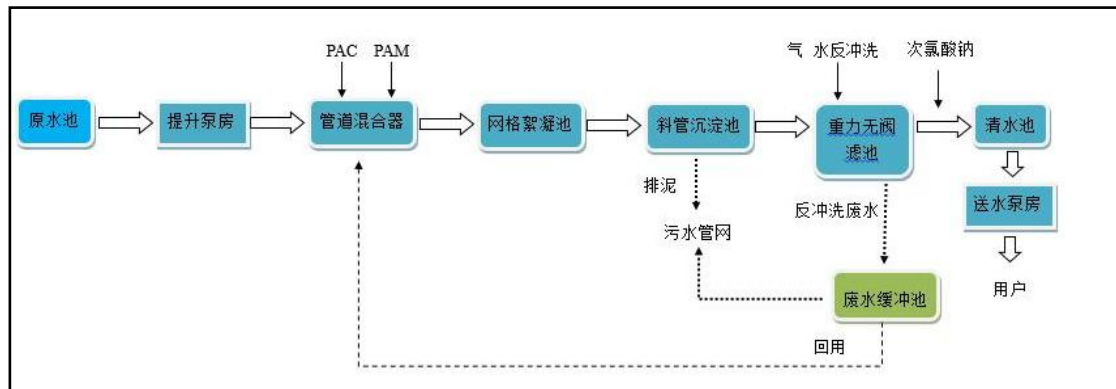 PAC
PAM
气 水反冲洗
次氯酸钠
原水池
提升泵房
管道混合器
网格絮凝池
斜管沉淀池
重力无阀
滤池
清水池
排泥
反冲洗废水
送水泵房
污水管网
废水缓冲池
用户
回用